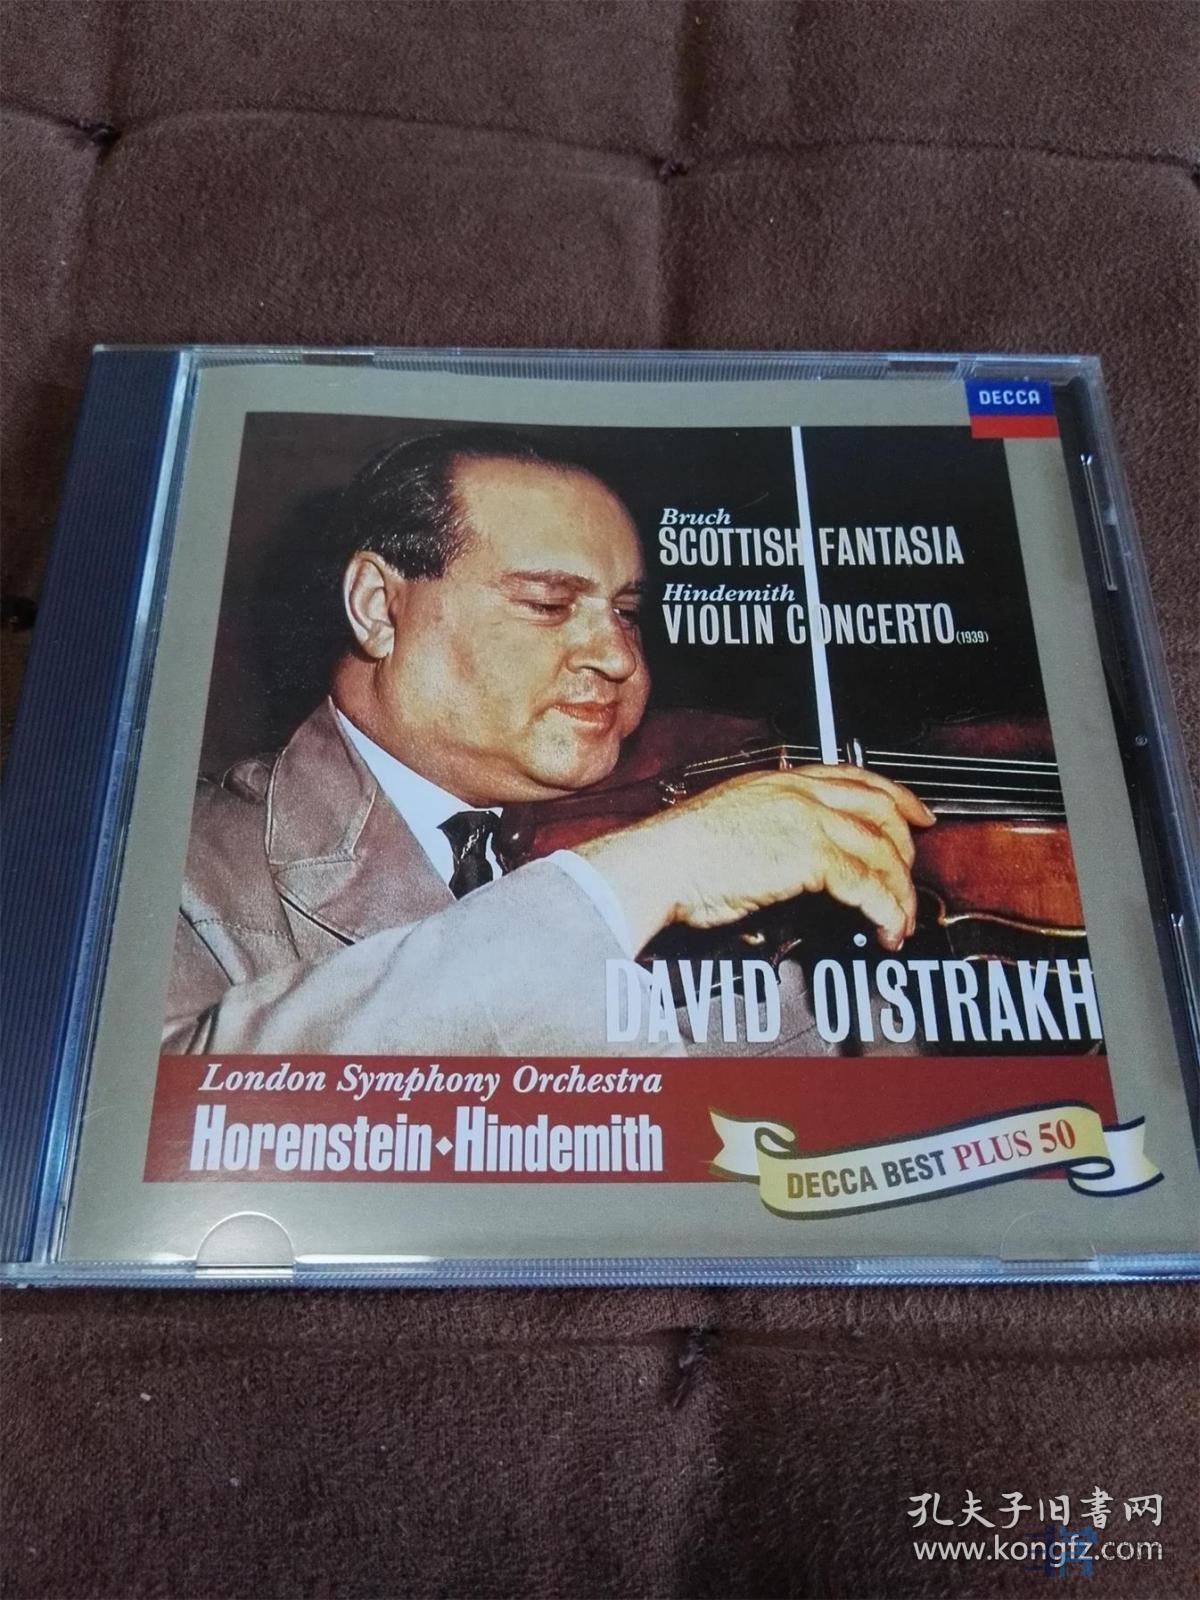 DECCA
Bruch
SCOTTISH FANTASIA
Hindemith
VIOLIN CONCERTO (1939)
DAVID OISTRAKH
London Symphony Orchestra
Horenstein◆Hindemith
DECCA BEST PLUS 50
孔夫子旧書网
www.kongfz.com